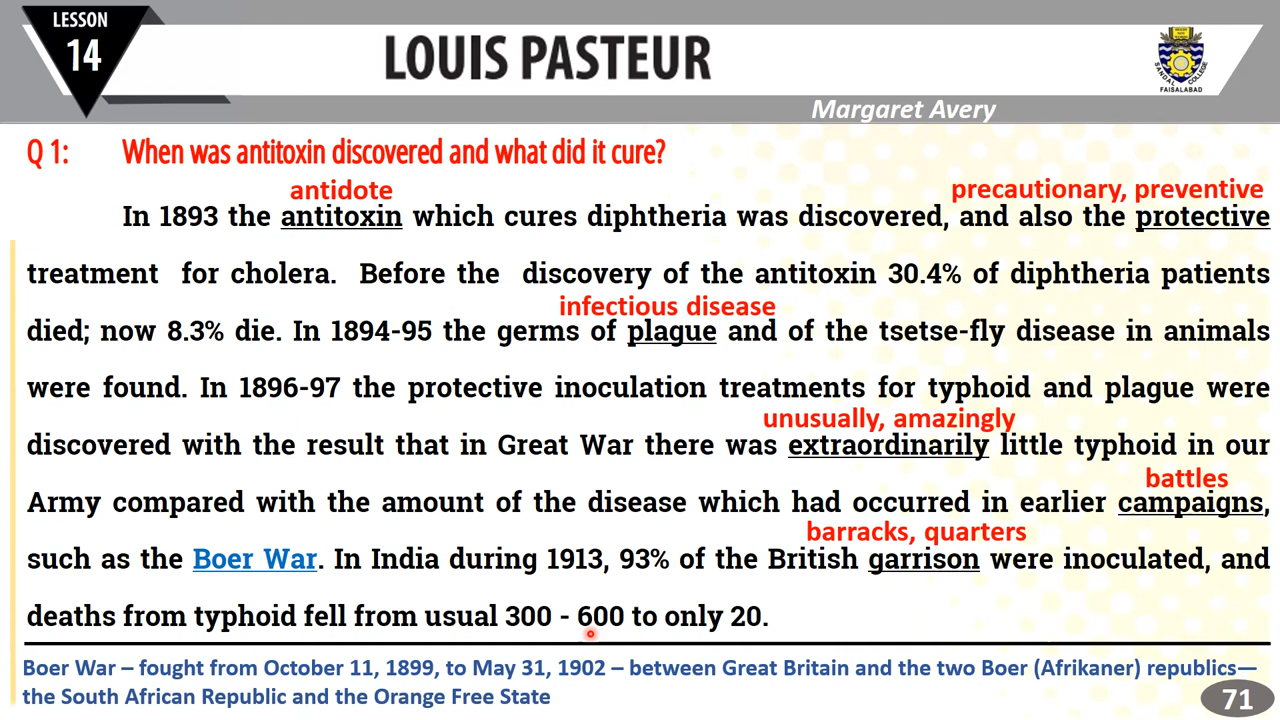 LESSON
14
LOUIS PASTEUR
SANDAL COLLEGE
FAISALABAD
Margaret Avery
Q 1: When was antitoxin discovered and what did it cure?
antidote
precautionary, preventive
In 1893 the antitoxin which cures diphtheria was discovered, and also the protective
treatment for cholera. Before the discovery of the antitoxin 30.4% of diphtheria patients
infectious disease
died; now 8.3% die. In 1894-95 the germs of plague and of the tsetse-fly disease in animals
were found. In 1896-97 the protective inoculation treatments for typhoid and plague were
unusually, amazingly
discovered with the result that in Great War there was extraordinarily little typhoid in our
battles
Army compared with the amount of the disease which had occurred in earlier campaigns,
barracks, quarters
such as the Boer War. In India during 1913, 93% of the British garrison were inoculated, and
deaths from typhoid fell from usual 300 - 600 to only 20.
Boer War – fought from October 11, 1899, to May 31, 1902 – between Great Britain and the two Boer (Afrikaner) republics—
the South African Republic and the Orange Free State
71